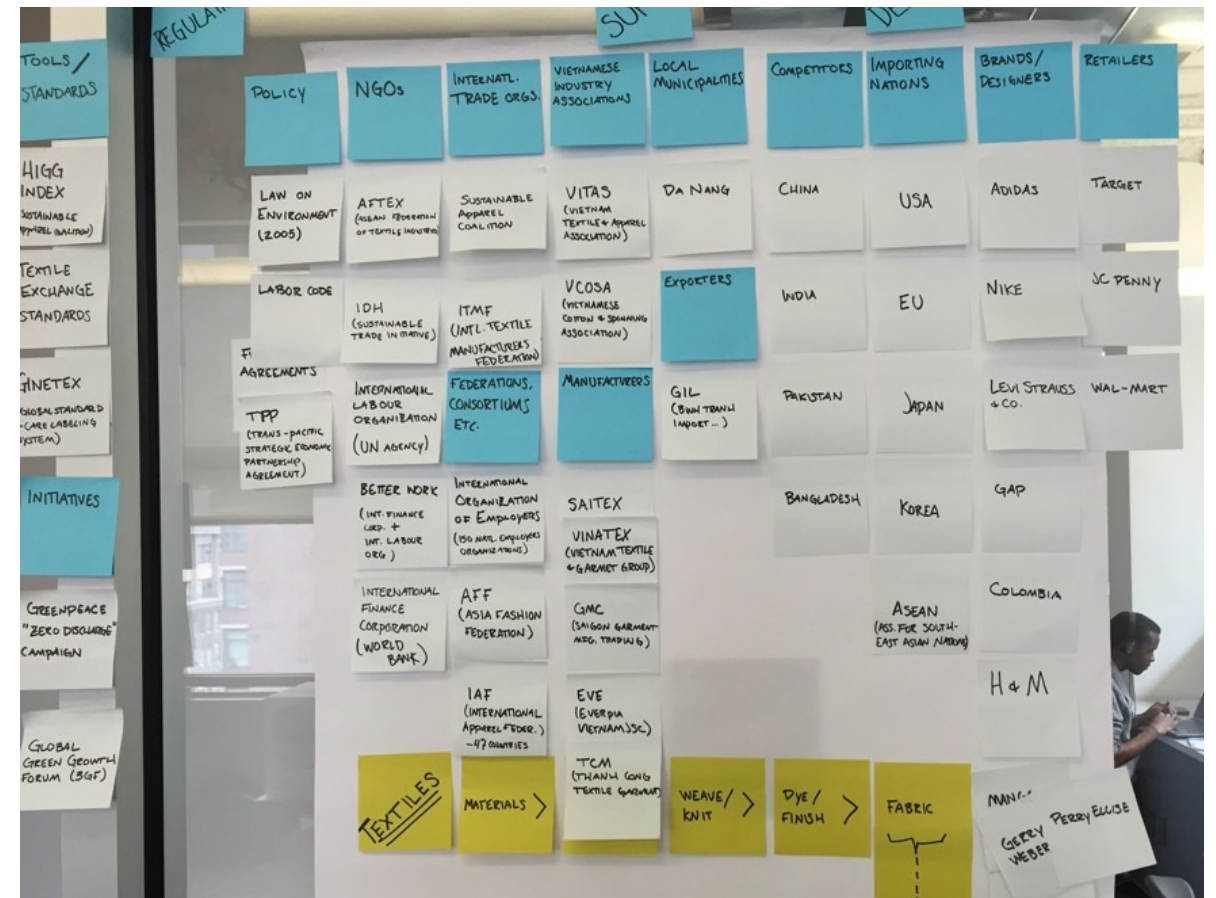 REGULAT
SU
DE
TOOLS/
STANDARDS
HIGG
INDEX
SUSTAINABLE
APPAREL COALITION)
TEXTILE
EXCHANGE
STANDARDS
GINETEX
GLOBAL STANDARD
-CARE LABELING
SYSTEM)
INITIATIVES
GREENPEACE
"ZERO DISCHARGE"
CAMPAIGN
GLOBAL
GREEN GROWTH
FORUM (3GF)
POLICY
LAW ON
ENVIRONMENT
(2005)
LABOR CODE
AGREEMENTS
TPP
(TRANS-PACIFIC
STRATEGIC ECONOMIC
PARTNERSHIP
AGREEMENT)
NGOs
AFTEX
(ASEAN FEDERATION
OF TEXTILE INDUSTRIES
IDH
(SUSTAINABLE
TRADE INITIATIVE)
INTERNATIONAL
LABOUR
ORGANIZATION
(UN AGENCY)
BETTER WORK
(INT. FINANCE
CORP. +
INT. LABOUR
ORG)
INTERNATIONAL
FINANCE
CORPORATION
(WORLD
BANK)
INTERNATL.
TRADE ORGS.
SUSTAINABLE
APPAREL
COALITION
ITMF
(INTL. TEXTILE
MANUFACTURERS
FEDERATION)
FEDERATIONS,
CONSORTIUMS
ETC.
INTERNATIONAL
ORGANIZATION
OF EMPLOYERS
(150 NATL. EMPLOYERS
ORGANIZATIONS)
AFF
(ASIA FASHION
FEDERATION)
IAF
(INTERNATIONAL
APPAREL FEDER.)
-47 COUNTRIES
VIETNAMESE
INDUSTRY
ASSOCIATIONS
VITAS
(VIETNAM
TEXTILE & APPAREL
ASSOCIATION)
VCOSA
(VIETNAMESE
COTTON & SPINNING
ASSOCIATION)
MANUFACTURERS
SAITEX
VINATEX
(VIETNAM TEXTILE
& GARMET GROUP)
GMC
(SAIGON GARMENT
MFG. TRADING)
EVE
(EVERPIA
VIETNAM JSC)
TCM
(THANH CONG
TEXTILE GARMENT)
LOCAL
MUNICIPALITIES
DA NANG
EXPORTERS
GIL
(BINH TRANH
IMPORT...)
COMPETITORS
CHINA
INDIA
PAKISTAN
BANGLADESH
IMPORTING
NATIONS
USA
EU
JAPAN
KOREA
ASEAN
(ASS. FOR SOUTH-
EAST ASIAN NATIONS)
BRANDS/
DESIGNERS
ADIDAS
NIKE
LEVI STRAUSS
& CO.
GAP
COLOMBIA
H & M
MAN
GERRY
WEBER
PERRY ELLISE
RETAILERS
TARGET
JC PENNY
WAL-MART
TEXTILES
MATERIALS >
WEAVE/
KNIT >
DYE/
FINISH >
FABRIC